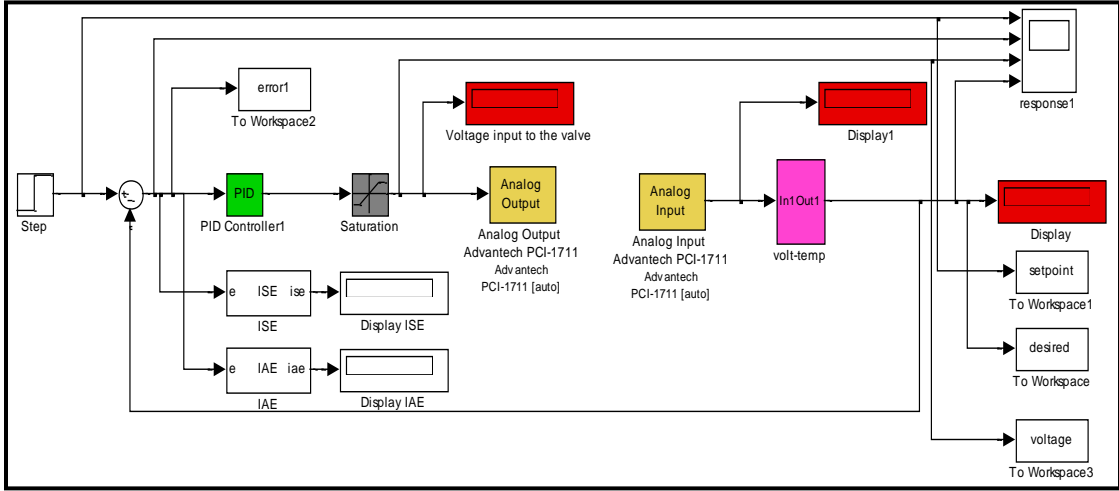 error1
To Workspace2
Voltage input to the valve
Display1
response1
Step
PID
PID Controller1
Saturation
Analog
Output
Analog Output
Advantech PCI-1711
Advantech
PCI-1711 [auto]
Analog
Input
Analog Input
Advantech PCI-1711
Advantech
PCI-1711 [auto]
In1Out1
volt-temp
Display
setpoint
To Workspace1
e ISE ise
ISE
Display ISE
desired
To Workspace
e IAE iae
IAE
Display IAE
voltage
To Workspace3